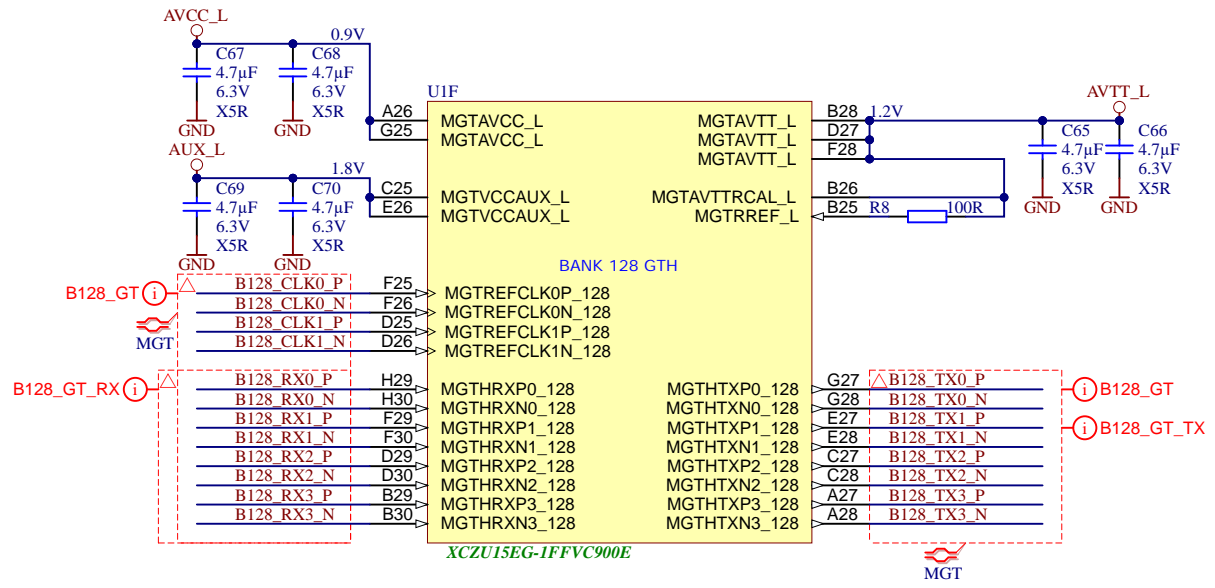 AVCC_L
0.9V
C67
4.7µF
6.3V
X5R
GND
C68
4.7µF
6.3V
X5R
GND
AUX_L
1.8V
C69
4.7µF
6.3V
X5R
GND
C70
4.7µF
6.3V
X5R
GND
U1F
A26 MGTAVCC_L
G25 MGTAVCC_L
C25 MGTVCCAUX_L
E26 MGTVCCAUX_L
MGTAVTT_L B28 1.2V
MGTAVTT_L D27
MGTAVTT_L F28
MGTAVTTRCAL_L B26
MGTRREF_L B25 R8 100R
AVTT_L
C65
4.7µF
6.3V
X5R
GND
C66
4.7µF
6.3V
X5R
GND
BANK 128 GTH
B128_GT i
MGT
B128_CLK0_P F25 MGTREFCLK0P_128
B128_CLK0_N F26 MGTREFCLK0N_128
B128_CLK1_P D25 MGTREFCLK1P_128
B128_CLK1_N D26 MGTREFCLK1N_128
B128_GT_RX i
B128_RX0_P H29 MGTHRXP0_128
B128_RX0_N H30 MGTHRXN0_128
B128_RX1_P F29 MGTHRXP1_128
B128_RX1_N F30 MGTHRXN1_128
B128_RX2_P D29 MGTHRXP2_128
B128_RX2_N D30 MGTHRXN2_128
B128_RX3_P B29 MGTHRXP3_128
B128_RX3_N B30 MGTHRXN3_128
MGTHTXP0_128 G27 B128_TX0_P
MGTHTXN0_128 G28 B128_TX0_N
MGTHTXP1_128 E27 B128_TX1_P
MGTHTXN1_128 E28 B128_TX1_N
MGTHTXP2_128 C27 B128_TX2_P
MGTHTXN2_128 C28 B128_TX2_N
MGTHTXP3_128 A27 B128_TX3_P
MGTHTXN3_128 A28 B128_TX3_N
i B128_GT
i B128_GT_TX
XCZU15EG-1FFVC900E
MGT